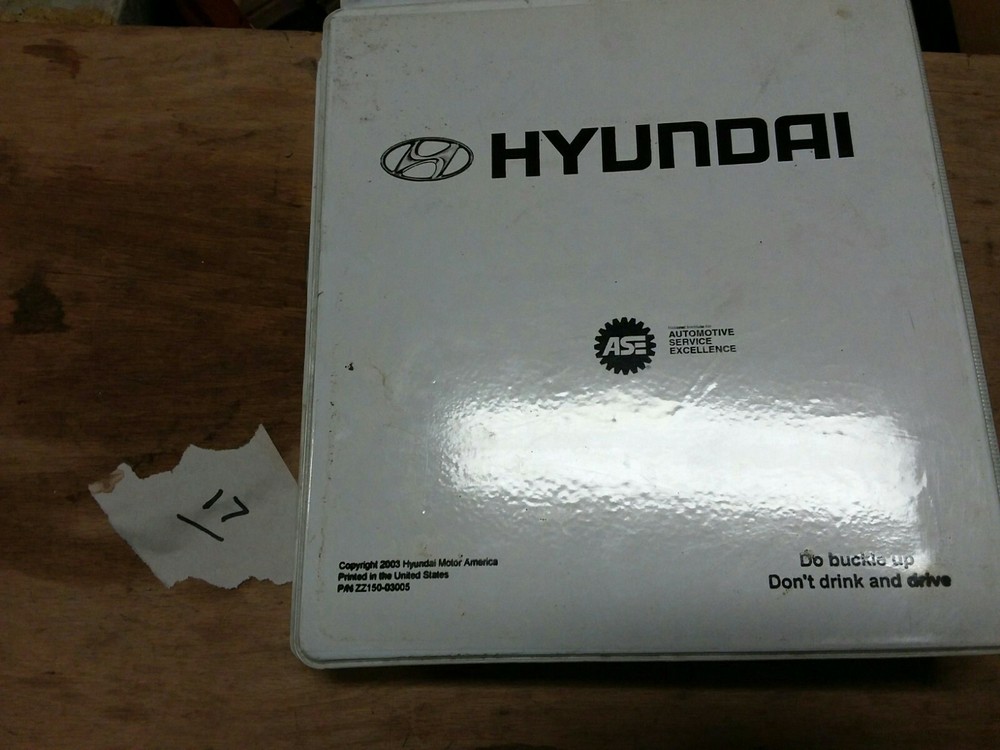 HYUNDAI
ASE
AUTOMOTIVE
SERVICE
EXCELLENCE
17
Copyright 2003 Hyundai Motor America
Printed in the United States
P/N ZZ150-03005
Do buckle up
Don't drink and drive